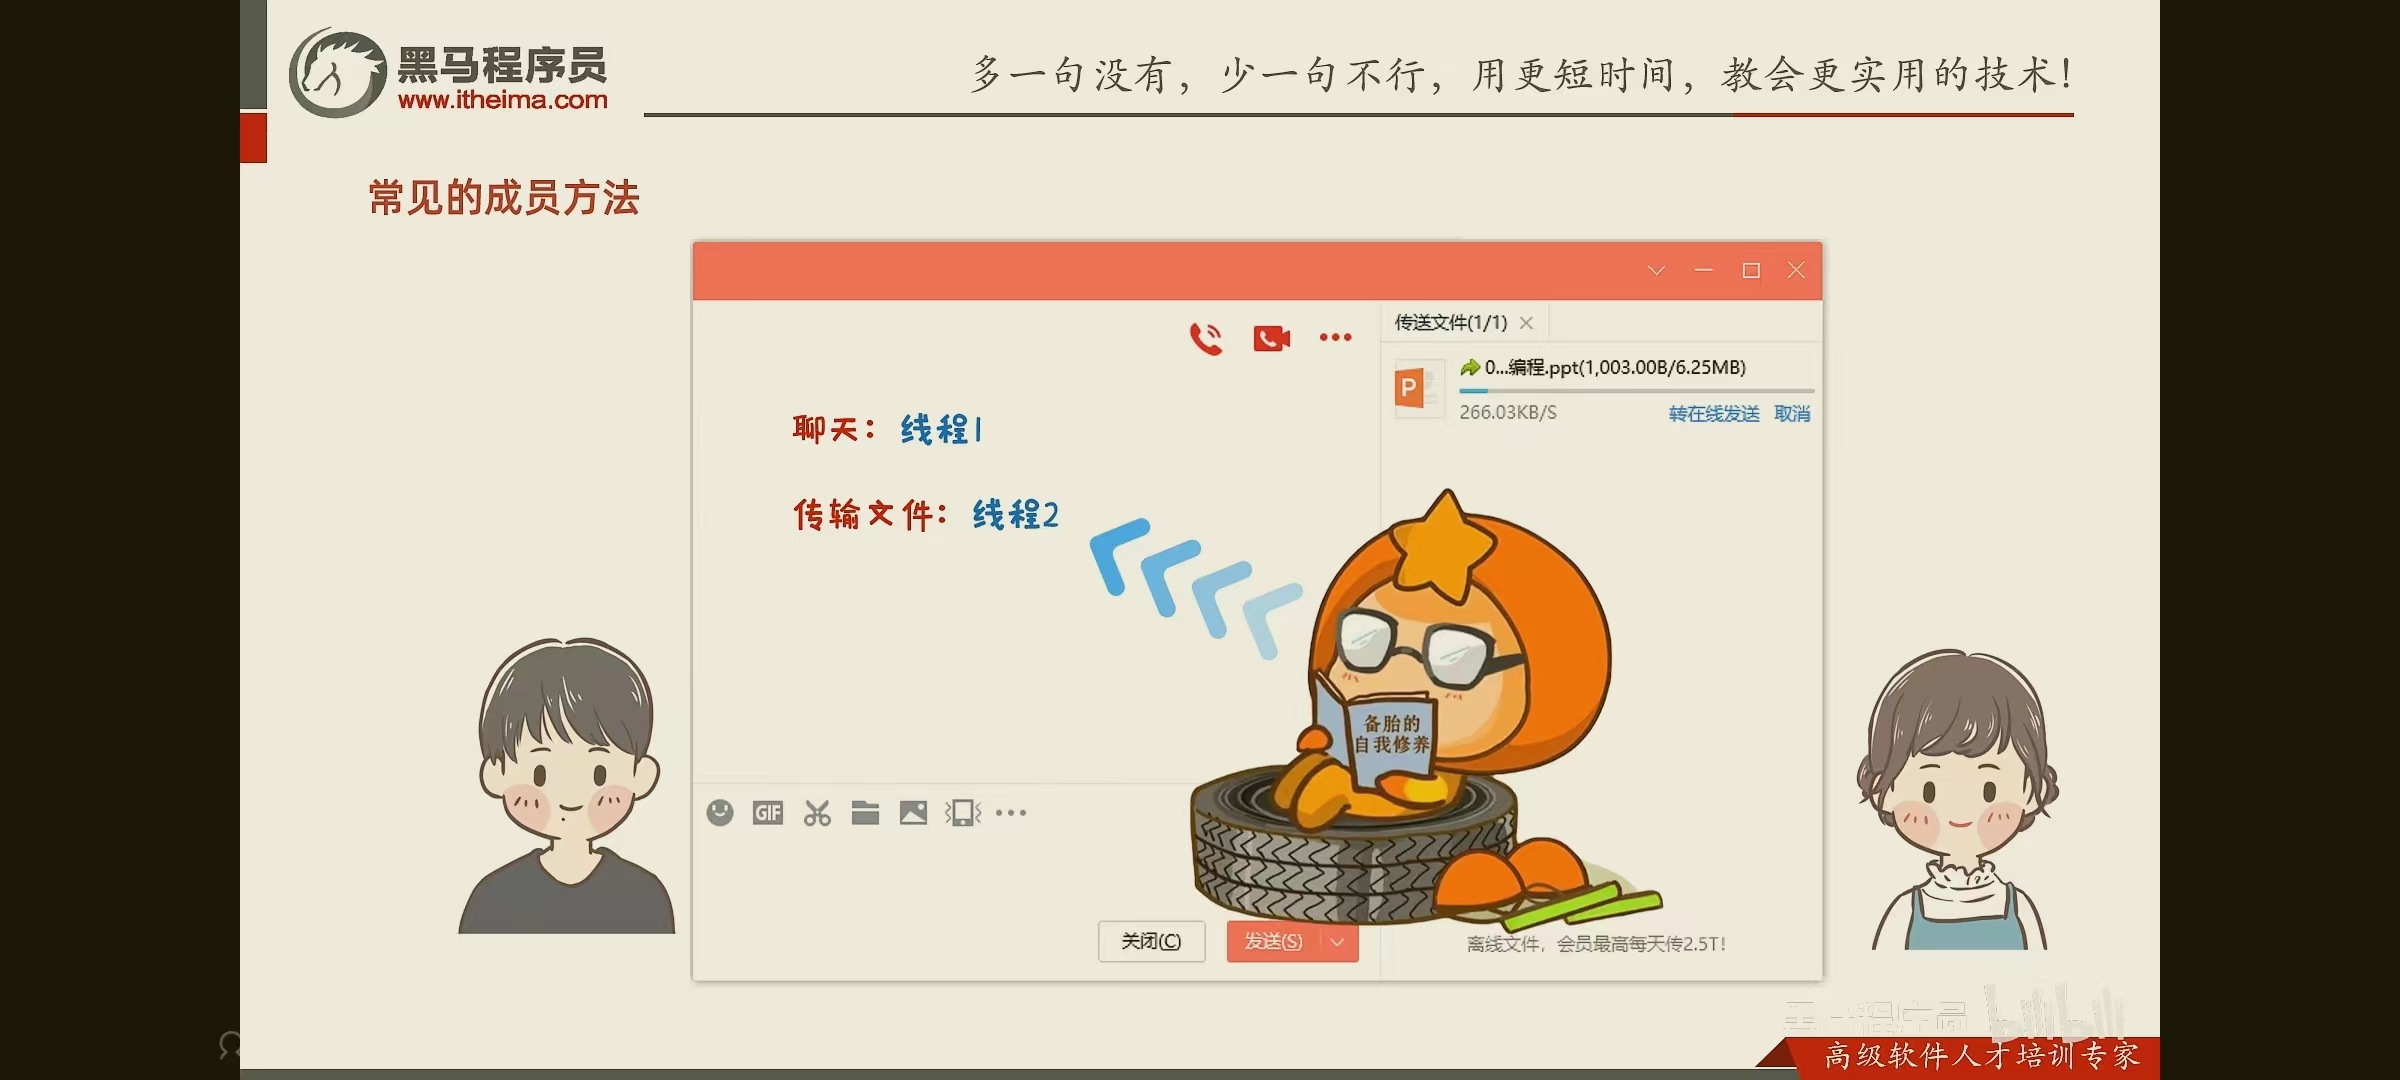 黑马程序员
www.itheima.com
多一句没有，少一句不行，用更短时间，教会更实用的技术！
常见的成员方法
传送文件(1/1)
0...编程.ppt(1,003.00B/6.25MB)
266.03KB/S 转在线发送 取消
聊天：线程1
传输文件：线程2
P
备胎的
自我修养
GIF
关闭(C) 发送(S)
离线文件，会员最高每天传2.5T!
黑马程序员 bilibili
高级软件人才培训专家